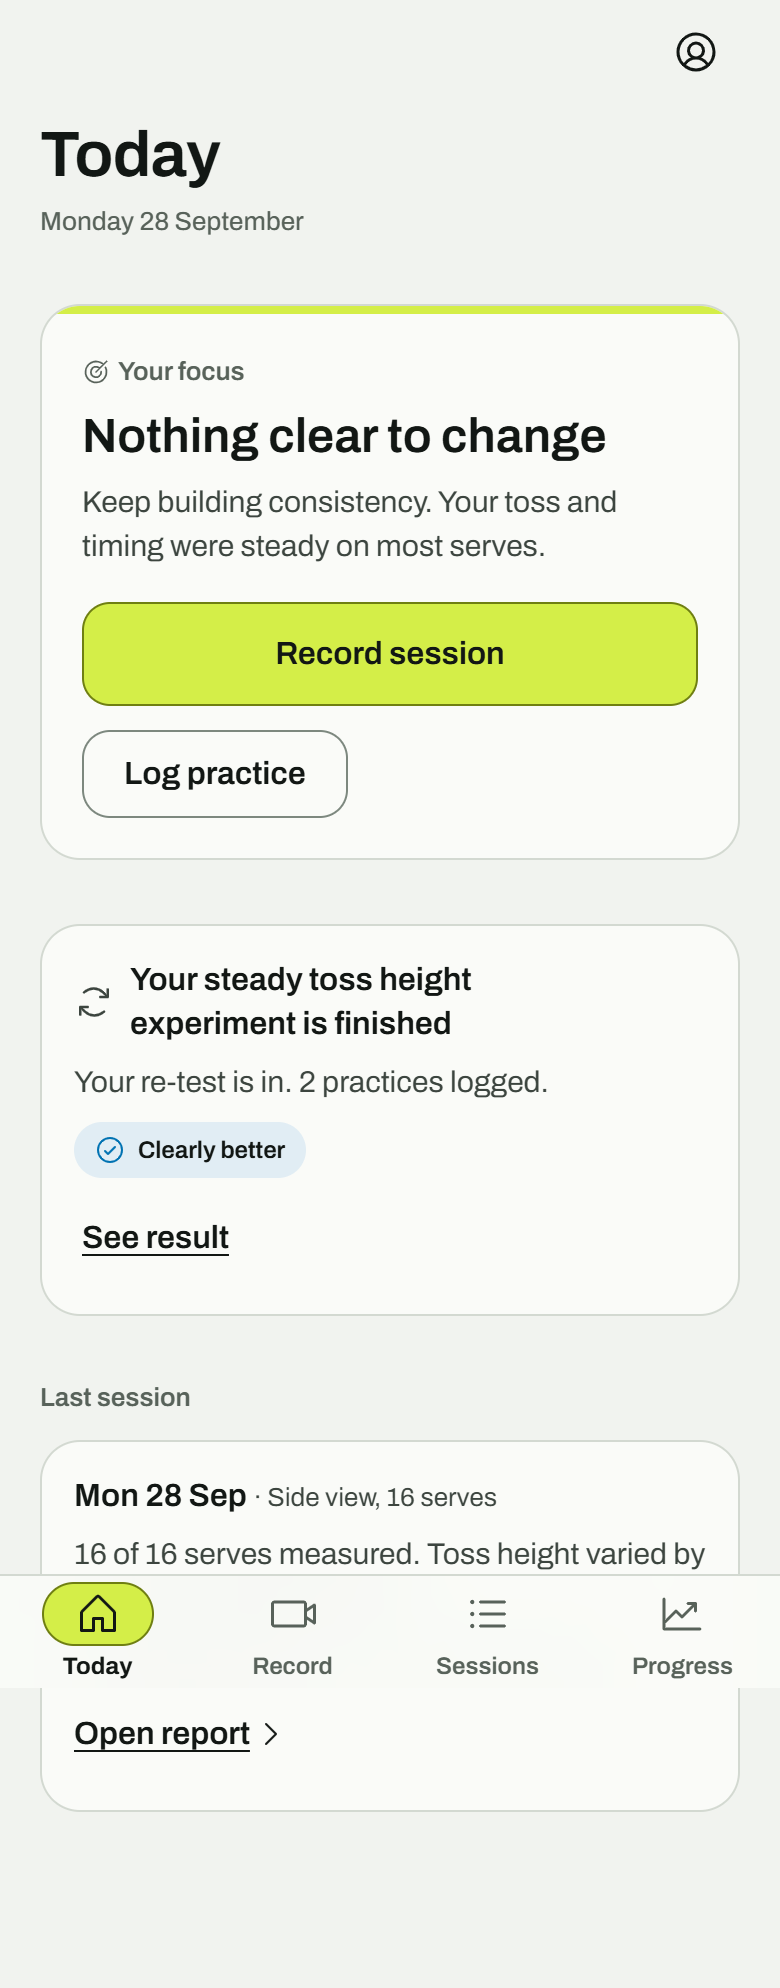 Today
Monday 28 September
Your focus
Nothing clear to change
Keep building consistency. Your toss and
timing were steady on most serves.
Record session
Log practice
Your steady toss height
experiment is finished
Your re-test is in. 2 practices logged.
Clearly better
See result
Last session
Mon 28 Sep · Side view, 16 serves
16 of 16 serves measured. Toss height varied by
Today
Record
Sessions
Progress
Open report